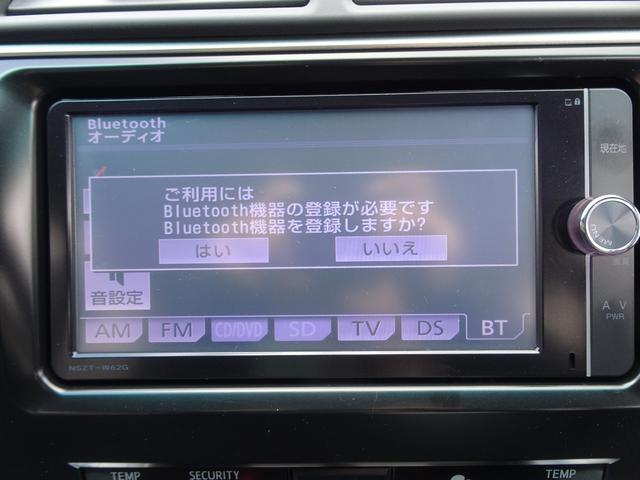 Bluetooth
オーディオ
ご利用には
Bluetooth機器の登録が必要です
Bluetooth機器を登録しますか?
はい いいえ
音設定
AM FM CD/DVD SD TV DS BT
NSZT-W62G
現在地
MENU
A V
PWR
TEMP SECURITY TEMP